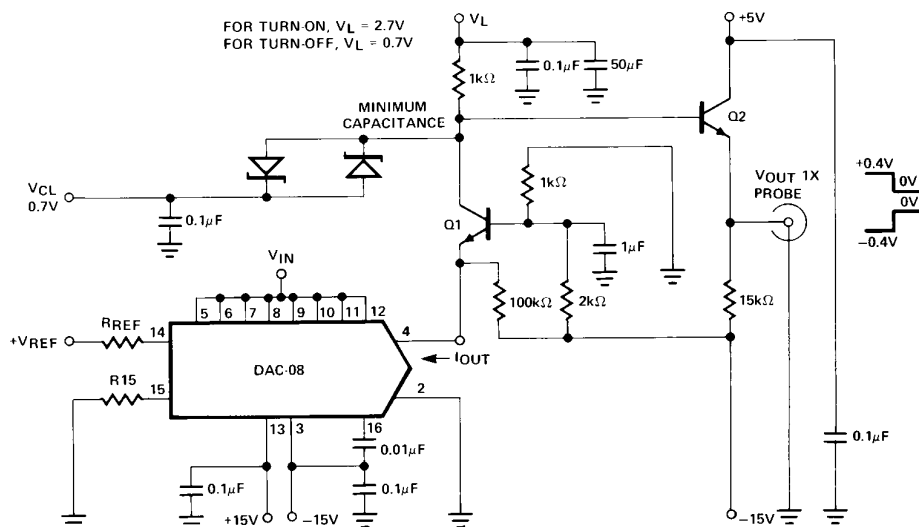 FOR TURN-ON, VL = 2.7V
FOR TURN-OFF, VL = 0.7V
VL
+5V
0.1μF
50μF
1kΩ
MINIMUM
CAPACITANCE
Q2
VCL
0.7V
0.1μF
1kΩ
VOUT 1X
PROBE
+0.4V
0V
0V
−0.4V
Q1
1μF
VIN
100kΩ
2kΩ
15kΩ
5
6
7
8
9
10
11
12
+VREF
RREF
14
4
IOUT
DAC-08
R15
15
2
13
3
16
0.01μF
0.1μF
0.1μF
0.1μF
+15V
−15V
−15V